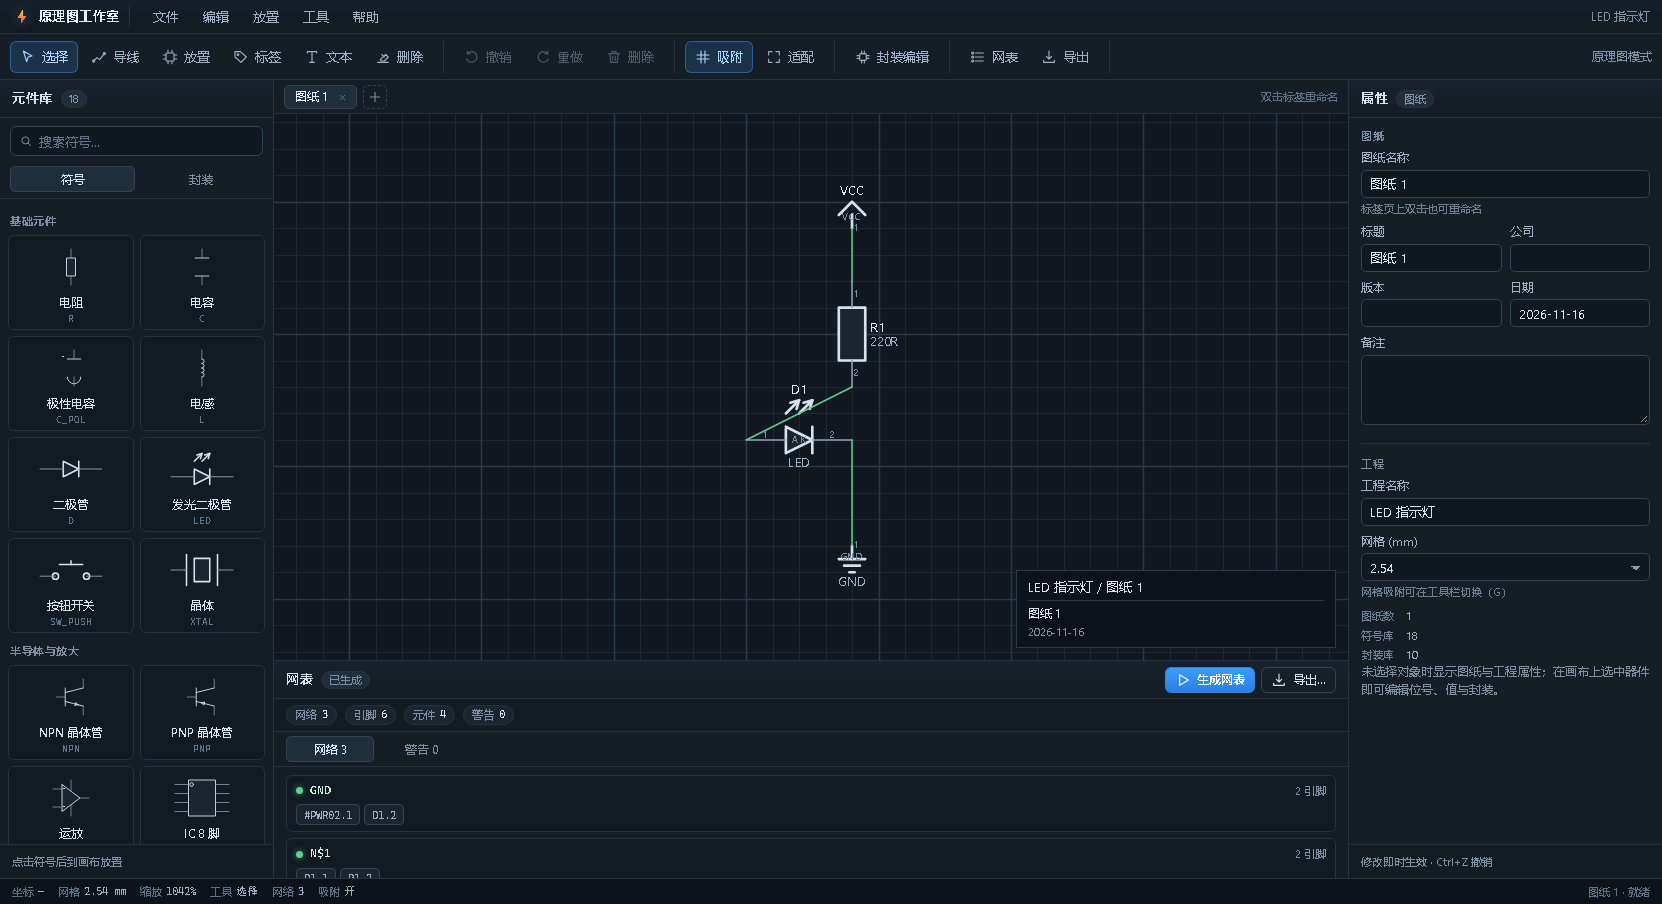 原理图工作室 文件 编辑 放置 工具 帮助 LED 指示灯
选择 导线 放置 标签 文本 删除 撤销 重做 删除 吸附 适配 封装编辑 网表 导出 原理图模式
元件库 18
搜索符号...
符号 封装
基础元件
电阻 电容
R C
极性电容 电感
C_POL L
二极管 发光二极管
D LED
按钮开关 晶体
SW_PUSH XTAL
半导体与放大
NPN 晶体管 PNP 晶体管
NPN PNP
运放 IC 8 脚
点击符号后到画布放置
图纸 1 × + 双击标签重命名
VCC
VCC
1
1
R1
220R
2
D1
1 A K 2
LED
1
GND
GND
LED 指示灯 / 图纸 1
图纸 1
2026-11-16
网表 已生成 生成网表 导出...
网络 3 引脚 6 元件 4 警告 0
网络 3 警告 0
GND 2 引脚
#PWR02.1 D1.2
N$1 2 引脚
D1.1 R1.2
属性 图纸
图纸
图纸名称
图纸 1
标签页上双击也可重命名
标题 公司
图纸 1
版本 日期
2026-11-16
备注
工程
工程名称
LED 指示灯
网格 (mm)
2.54
网格吸附可在工具栏切换（G）
图纸数 1
符号库 18
封装库 10
未选择对象时显示图纸与工程属性；在画布上选中器件
即可编辑位号、值与封装。
修改即时生效 · Ctrl+Z 撤销
坐标 — 网格 2.54 mm 缩放 1042% 工具 选择 网络 3 吸附 开 图纸 1 · 就绪